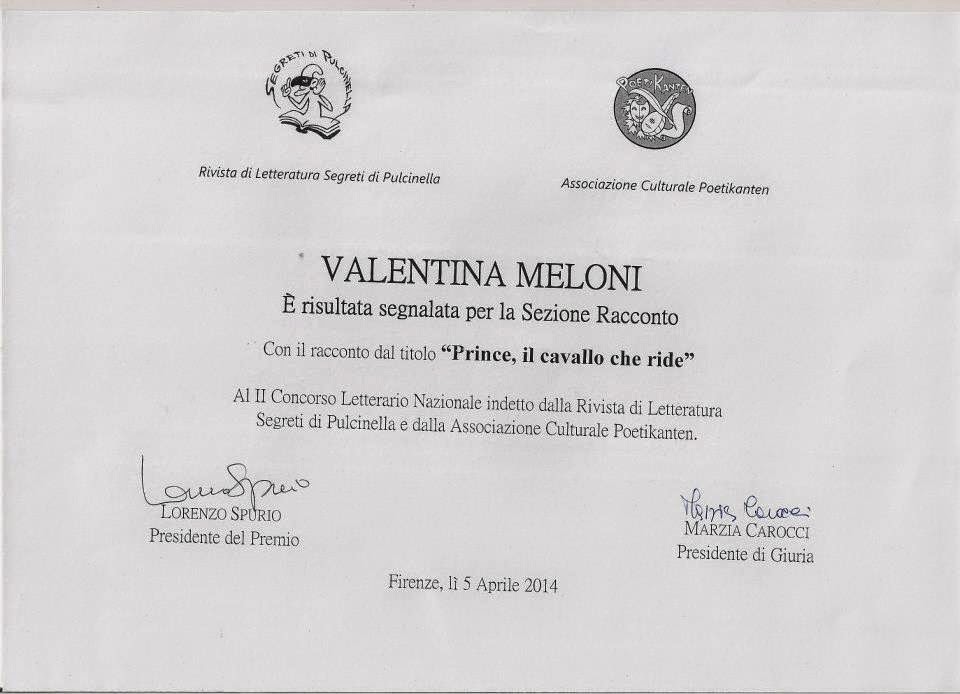 SEGRETI DI PULCINELLA
POETIKANTEN
Rivista di Letteratura Segreti di Pulcinella
Associazione Culturale Poetikanten
VALENTINA MELONI
È risultata segnalata per la Sezione Racconto
Con il racconto dal titolo “Prince, il cavallo che ride”
Al II Concorso Letterario Nazionale indetto dalla Rivista di Letteratura
Segreti di Pulcinella e dalla Associazione Culturale Poetikanten.
Lorenzo Spurio
Marzia Carocci
LORENZO SPURIO
MARZIA CAROCCI
Presidente del Premio
Presidente di Giuria
Firenze, lì 5 Aprile 2014